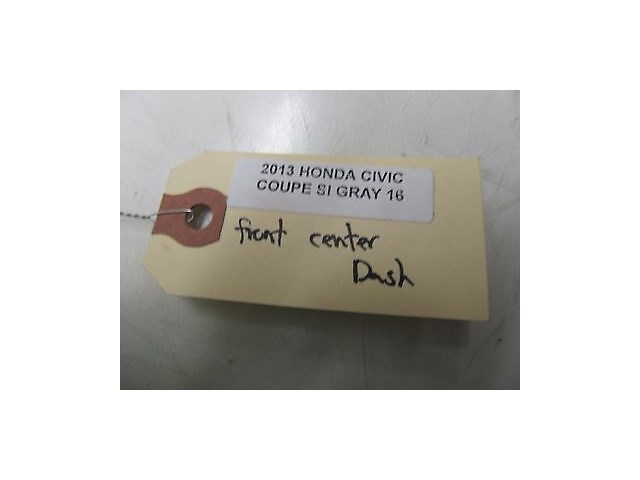 2013 HONDA CIVIC
COUPE SI GRAY 16
front center
Dash